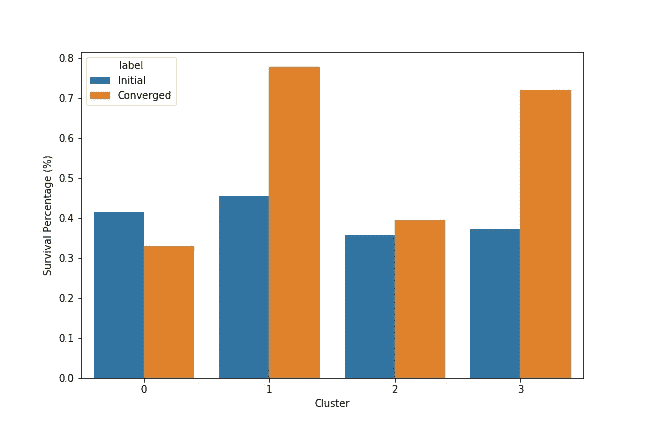 label
Initial
Converged
0.8
0.7
0.6
0.5
0.4
0.3
0.2
0.1
0.0
Survival Percentage (%)
0 1 2 3
Cluster